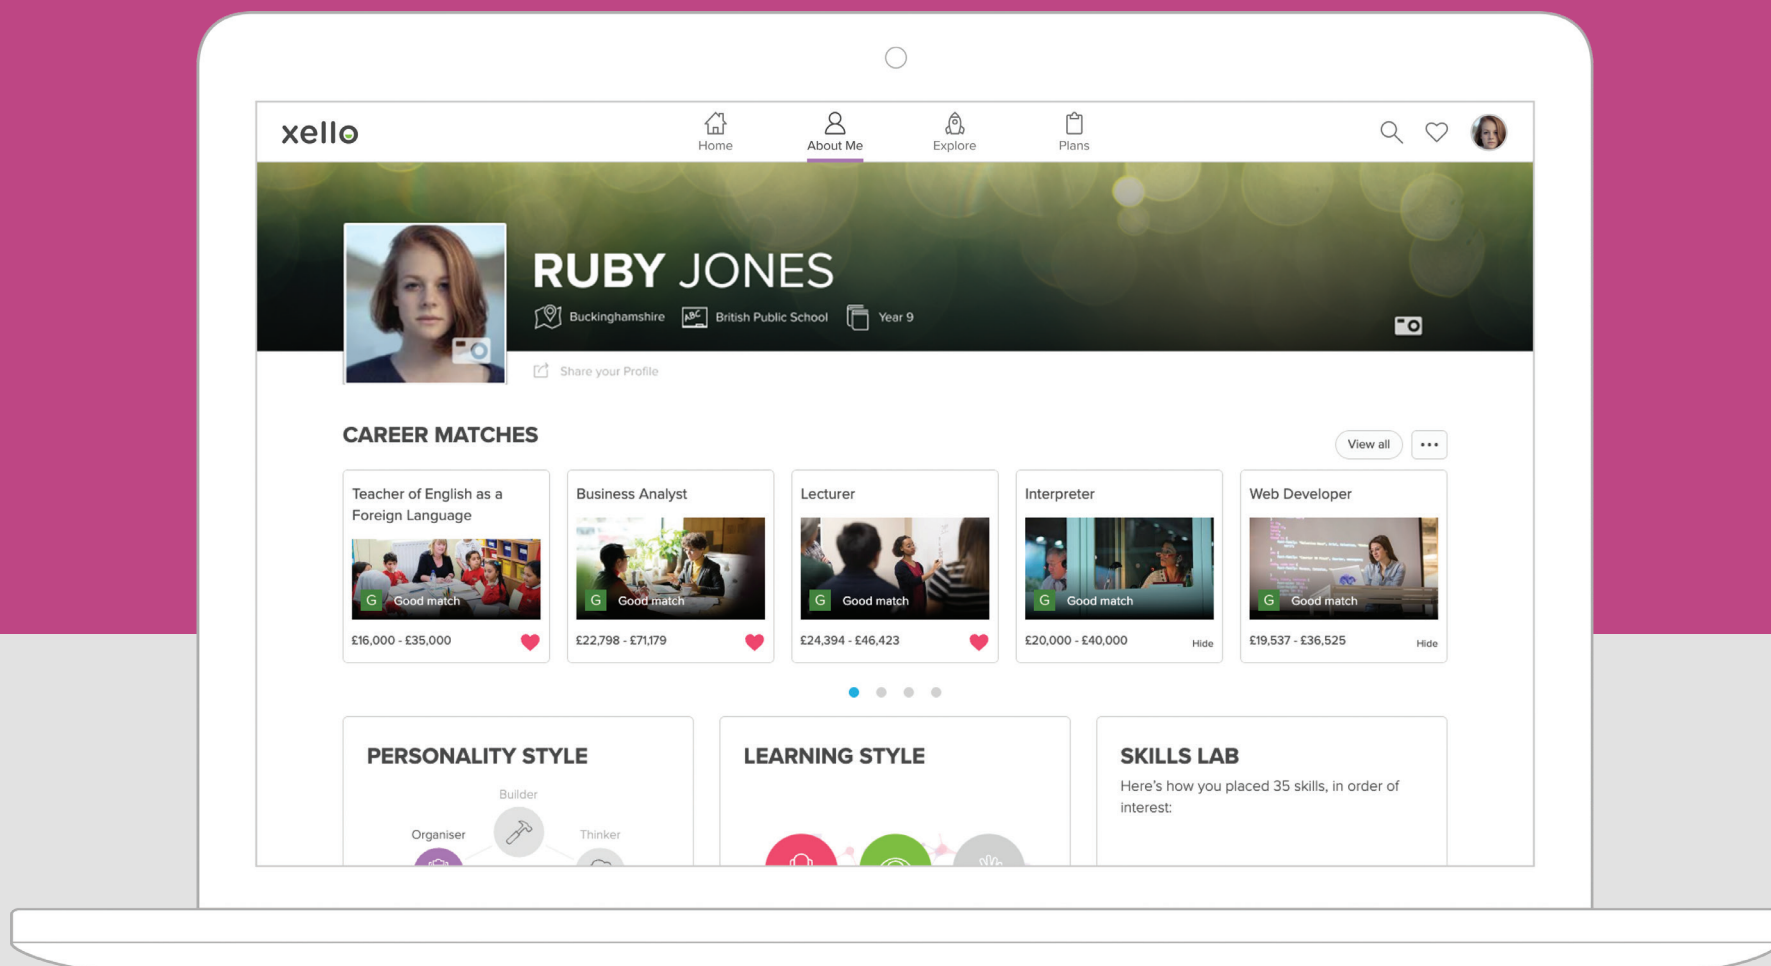 xello
Home
About Me
Explore
Plans
RUBY JONES
Buckinghamshire
ABC
British Public School
Year 9
Share your Profile
CAREER MATCHES
View all
Teacher of English as a
Foreign Language
G Good match
£16,000 - £35,000
Business Analyst
G Good match
£22,798 - £71,179
Lecturer
G Good match
£24,394 - £46,423
Interpreter
G Good match
£20,000 - £40,000
Hide
Web Developer
G Good match
£19,537 - £36,525
Hide
PERSONALITY STYLE
Builder
Organiser
Thinker
LEARNING STYLE
SKILLS LAB
Here's how you placed 35 skills, in order of
interest: